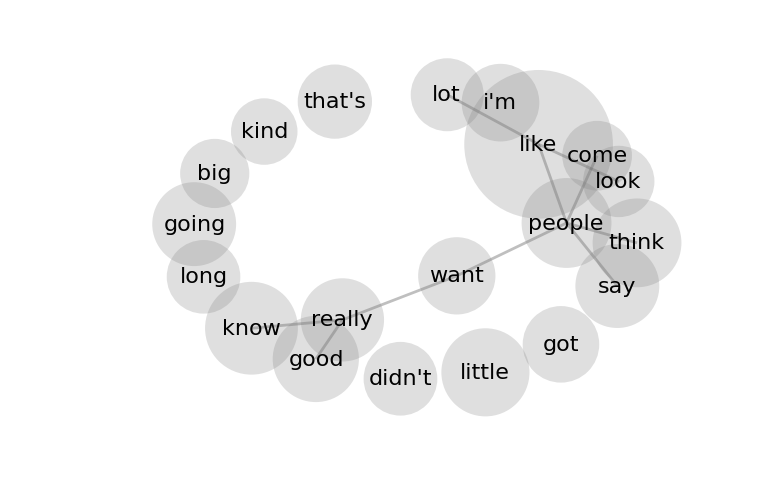 lot
that's
i'm
kind
like
come
big
look
people
going
think
want
long
say
really
know
got
good
little
didn't